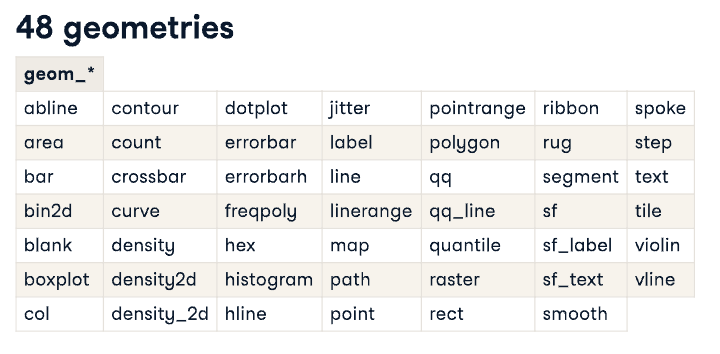 48 geometries
geom_*
abline contour dotplot jitter pointrange ribbon spoke
area count errorbar label polygon rug step
bar crossbar errorbarh line qq segment text
bin2d curve freqpoly linerange qq_line sf tile
blank density hex map quantile sf_label violin
boxplot density2d histogram path raster sf_text vline
col density_2d hline point rect smooth